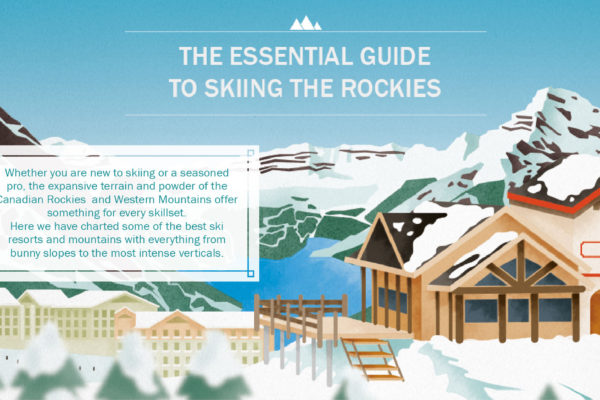 THE ESSENTIAL GUIDE
TO SKIING THE ROCKIES
Whether you are new to skiing or a seasoned
pro, the expansive terrain and powder of the
Canadian Rockies and Western Mountains offer
something for every skillset.
Here we have charted some of the best ski
resorts and mountains with everything from
bunny slopes to the most intense verticals.